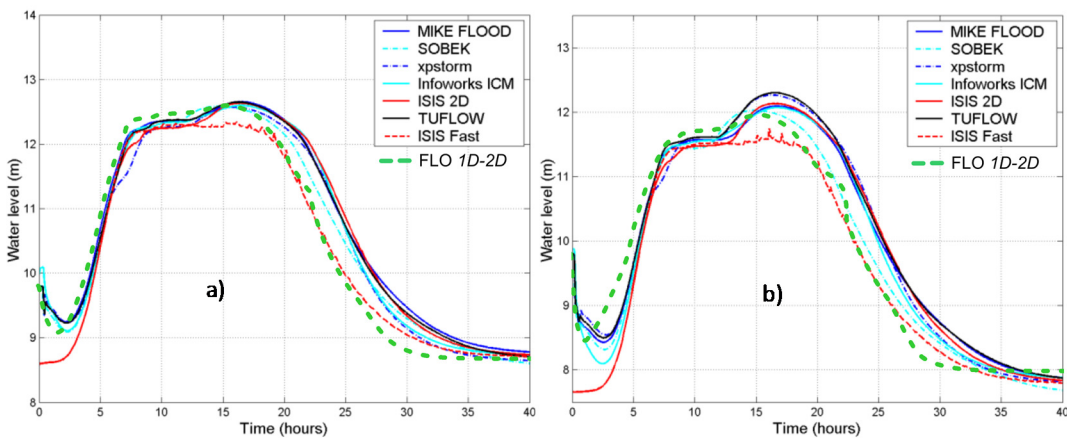 14
13
12
11
10
9
8
Water level (m)
0 5 10 15 20 25 30 35 40
Time (hours)
MIKE FLOOD
SOBEK
xpstorm
Infoworks ICM
ISIS 2D
TUFLOW
ISIS Fast
FLO 1D-2D
a)
13
12
11
10
9
8
Water level (m)
0 5 10 15 20 25 30 35 40
Time (hours)
MIKE FLOOD
SOBEK
xpstorm
Infoworks ICM
ISIS 2D
TUFLOW
ISIS Fast
FLO 1D-2D
b)